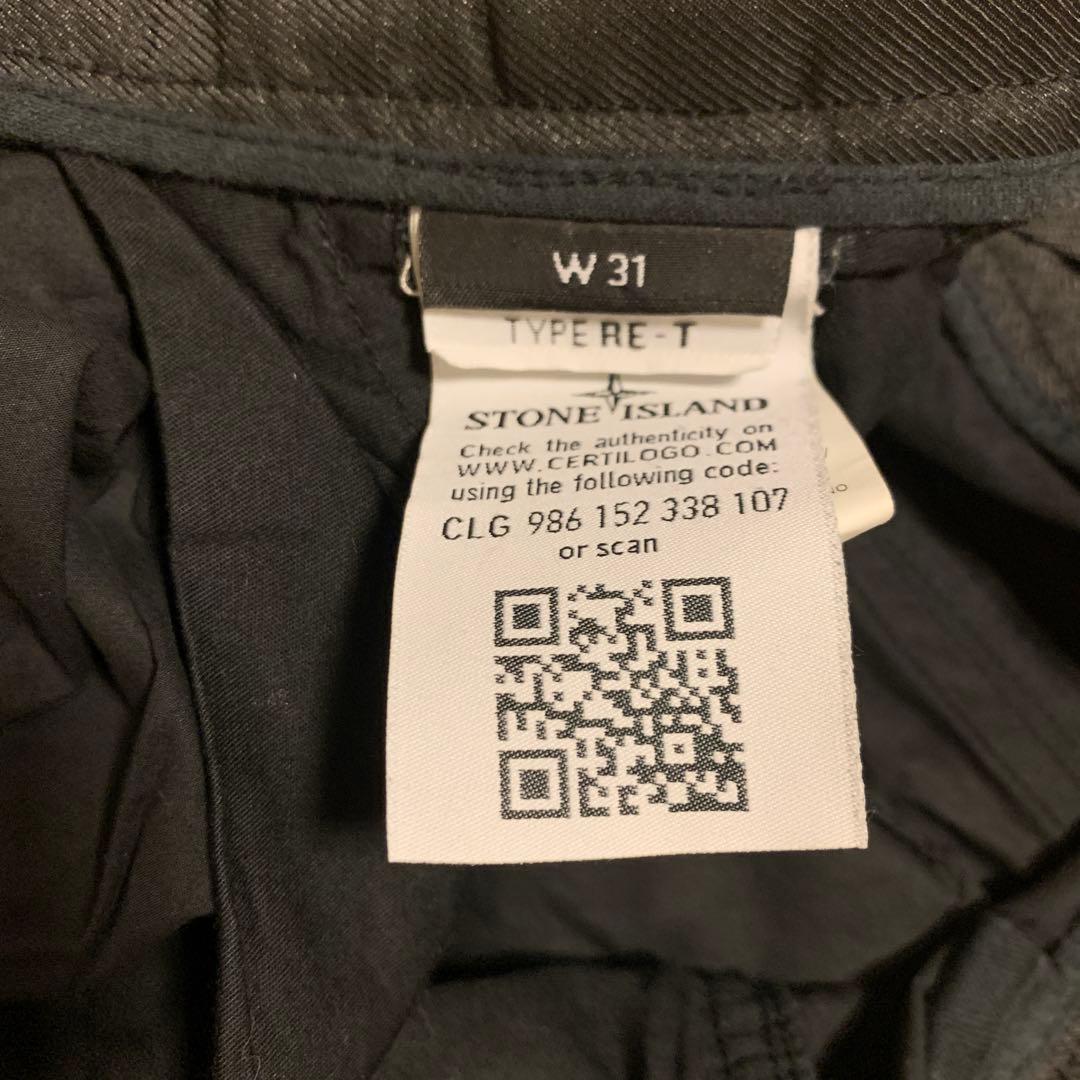 W 31
TYPE RE-T
STONE ISLAND
Check the authenticity on
WWW.CERTILOGO.COM
using the following code:
CLG 986 152 338 107
or scan